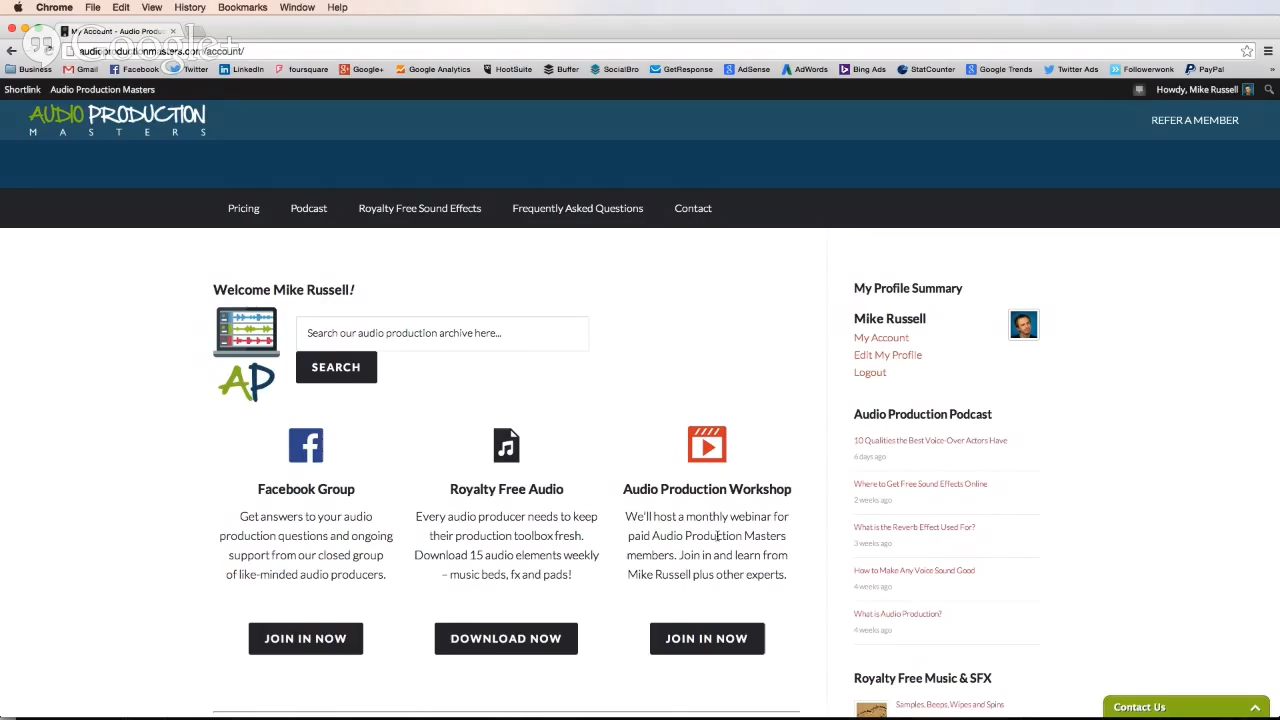 Chrome File Edit View History Bookmarks Window Help
My Account - Audio Produc
Google+
audioproductionmasters.com/account/
Business Gmail Facebook Twitter LinkedIn foursquare Google+ Google Analytics HootSuite Buffer SocialBro GetResponse AdSense AdWords Bing Ads StatCounter Google Trends Twitter Ads Followerwonk PayPal »
Shortlink Audio Production Masters Howdy, Mike Russell
AUDIO PRODUCTION
MASTERS
REFER A MEMBER
Pricing Podcast Royalty Free Sound Effects Frequently Asked Questions Contact
Welcome Mike Russell!
Search our audio production archive here...
SEARCH
AP
Facebook Group
Get answers to your audio
production questions and ongoing
support from our closed group
of like-minded audio producers.
JOIN IN NOW
Royalty Free Audio
Every audio producer needs to keep
their production toolbox fresh.
Download 15 audio elements weekly
– music beds, fx and pads!
DOWNLOAD NOW
Audio Production Workshop
We'll host a monthly webinar for
paid Audio Production Masters
members. Join in and learn from
Mike Russell plus other experts.
JOIN IN NOW
My Profile Summary
Mike Russell
My Account
Edit My Profile
Logout
Audio Production Podcast
10 Qualities the Best Voice-Over Actors Have
6 days ago
Where to Get Free Sound Effects Online
2 weeks ago
What is the Reverb Effect Used For?
3 weeks ago
How to Make Any Voice Sound Good
4 weeks ago
What is Audio Production?
4 weeks ago
Royalty Free Music & SFX
Samples, Beeps, Wipes and Spins
Contact Us